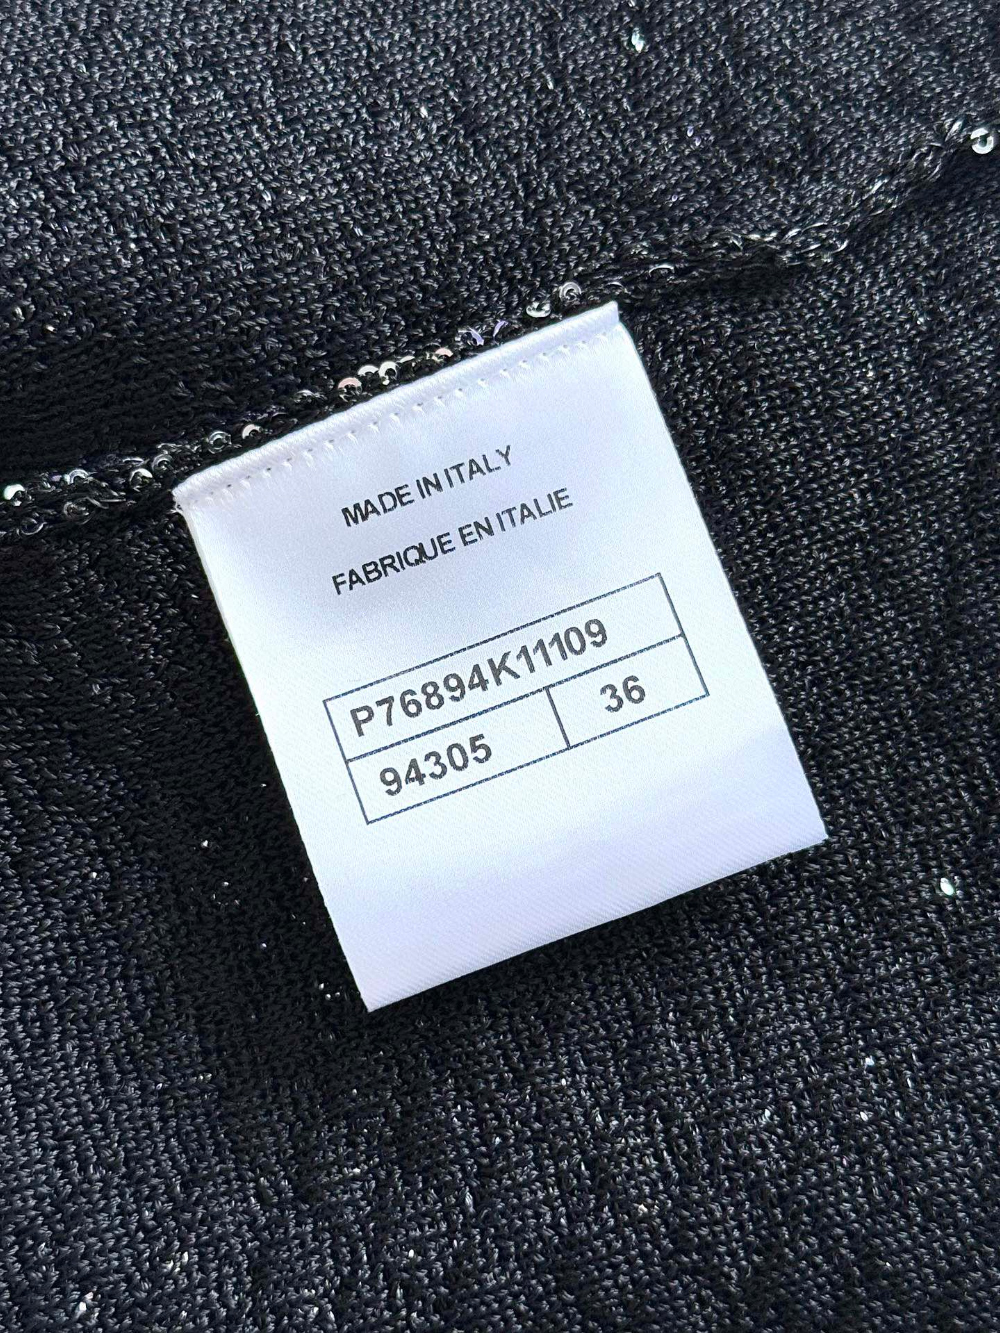 MADE IN ITALY
FABRIQUE EN ITALIE
P76894K11109
94305 36